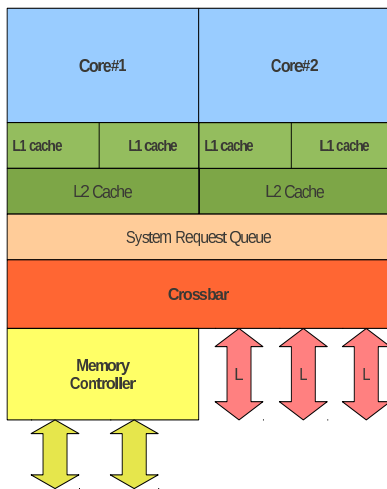 Core#1
Core#2
L1 cache
L1 cache
L1 cache
L1 cache
L2 Cache
L2 Cache
System Request Queue
Crossbar
Memory
Controller
L
L
L